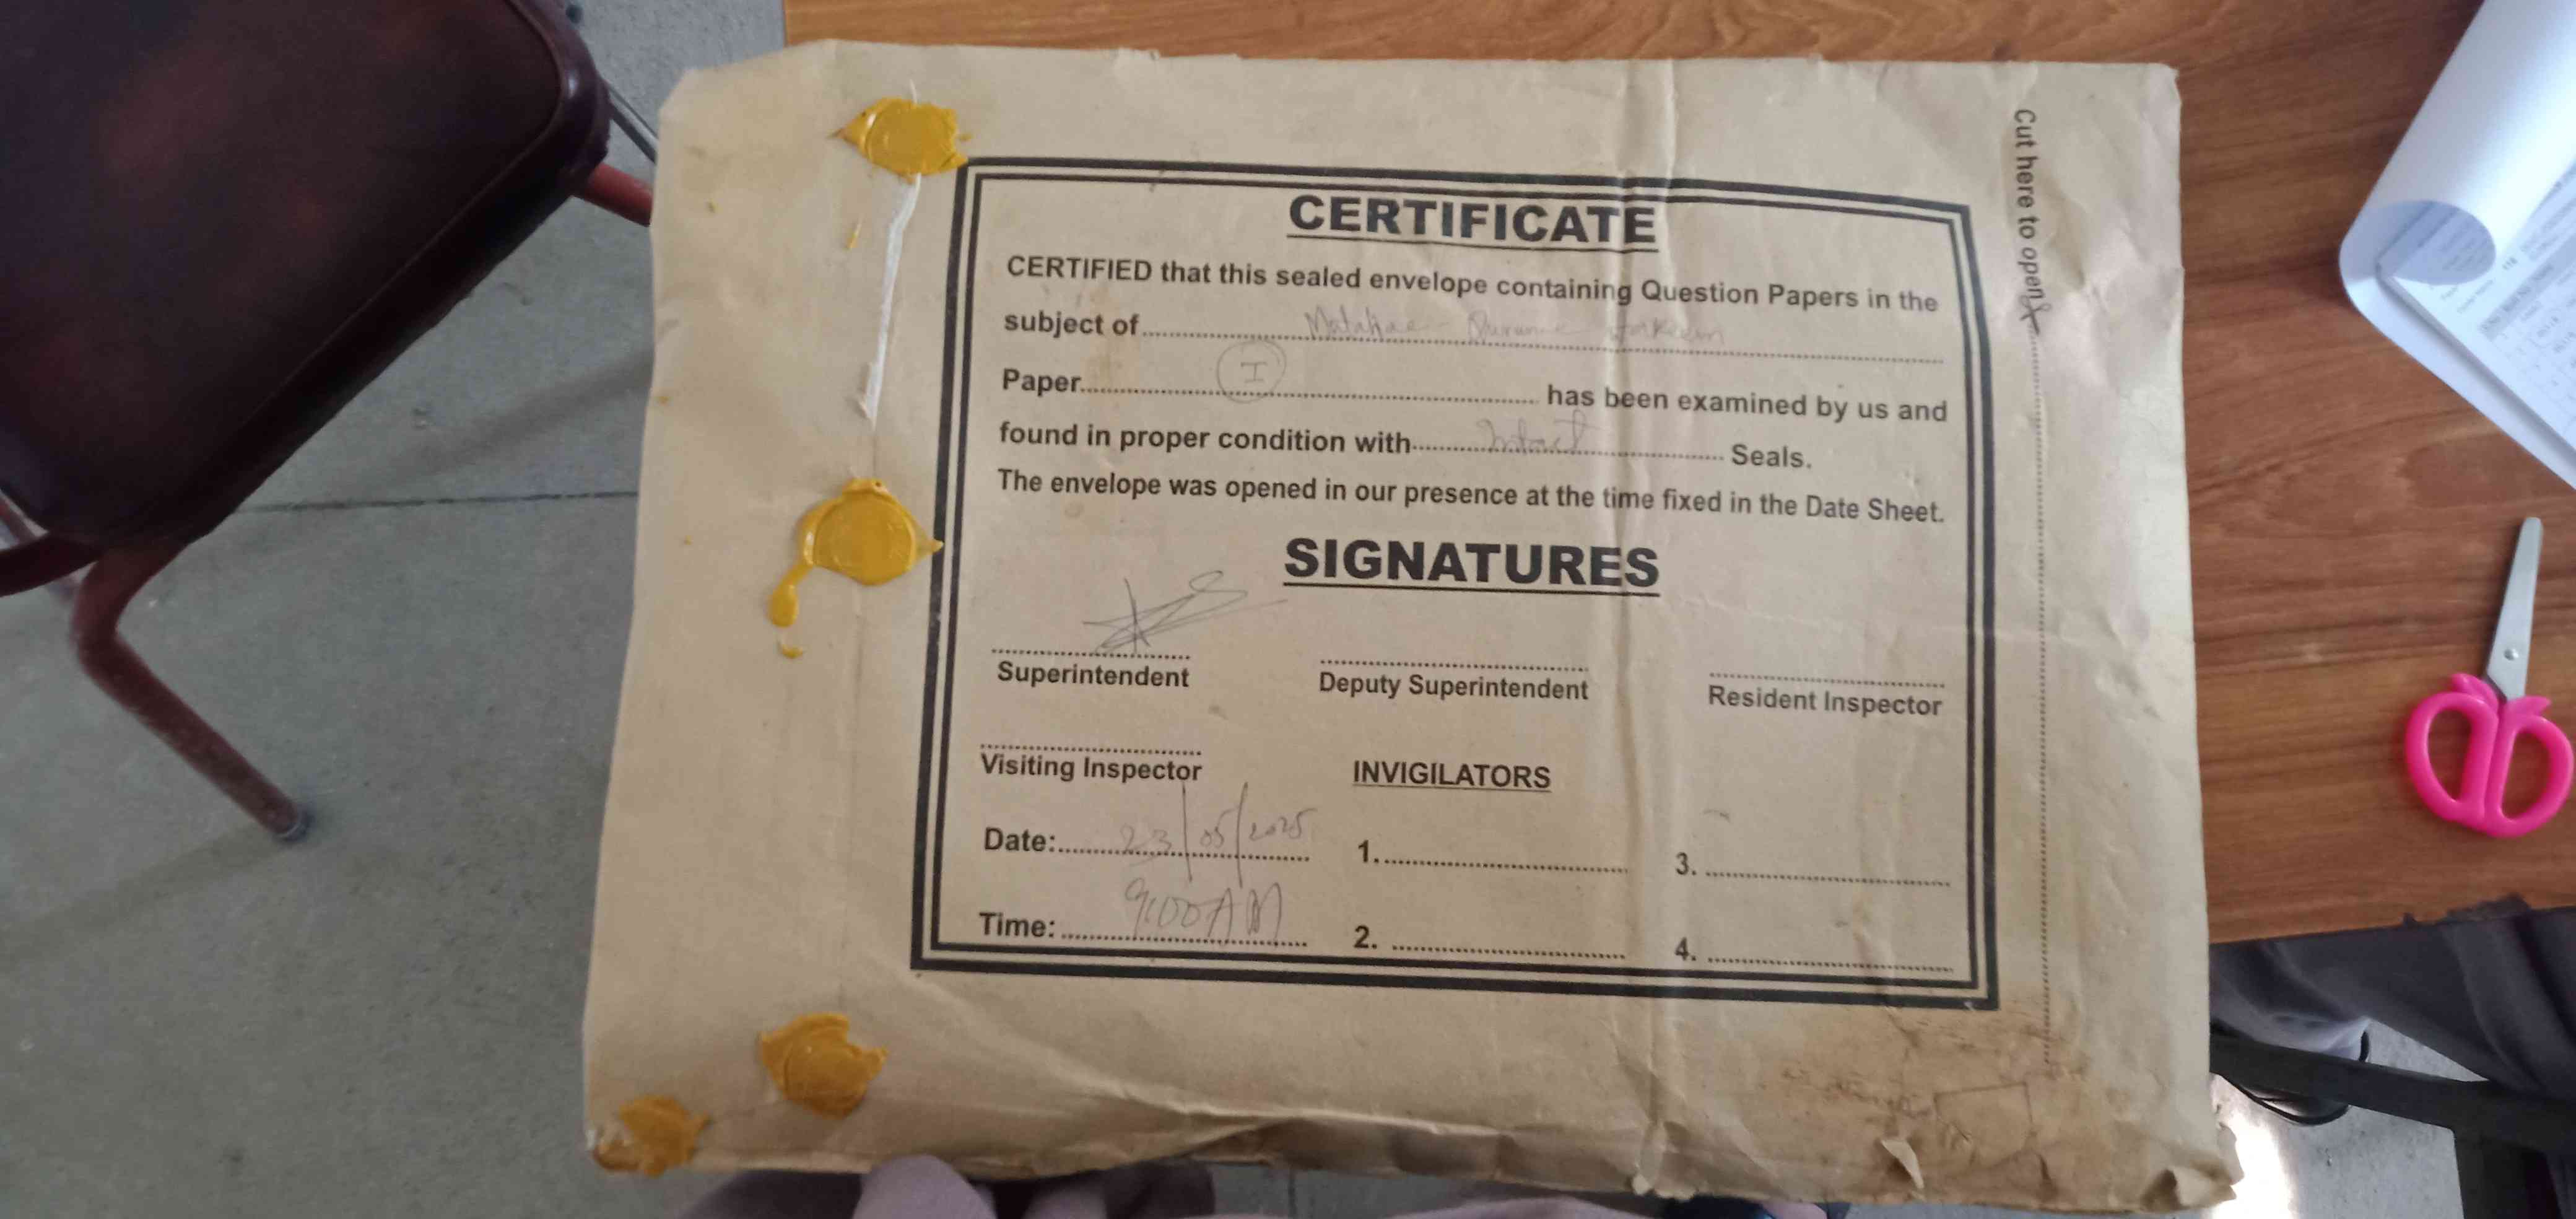 CERTIFICATE
CERTIFIED that this sealed envelope containing Question Papers in the
subject of
Paper I has been examined by us and
found in proper condition with Intact Seals.
The envelope was opened in our presence at the time fixed in the Date Sheet.
SIGNATURES
Superintendent Deputy Superintendent Resident Inspector
Visiting Inspector INVIGILATORS
Date: 23/05/2025 1. 3.
Time: 9:00 AM 2. 4.
Cut here to open